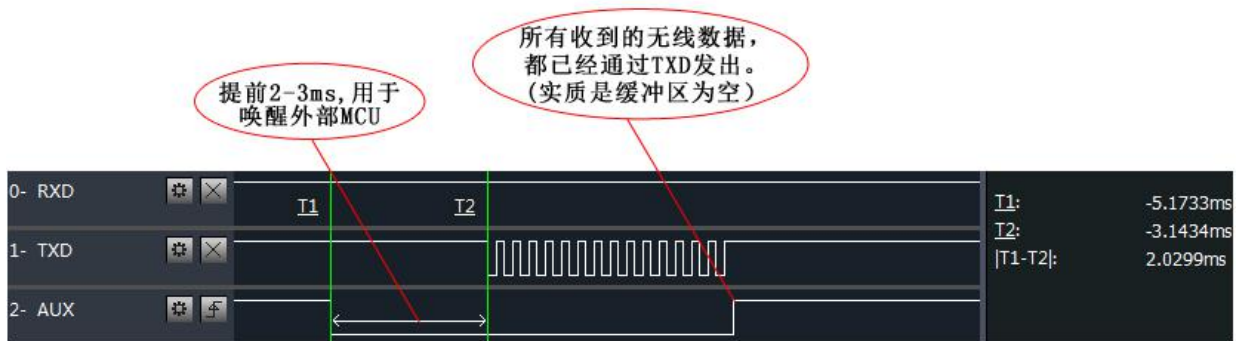 所有收到的无线数据，
都已经通过TXD发出。
(实质是缓冲区为空）
提前2-3ms,用于
唤醒外部MCU
0- RXD
T1
T2
1- TXD
2- AUX
T1: -5.1733ms
T2: -3.1434ms
|T1-T2|: 2.0299ms